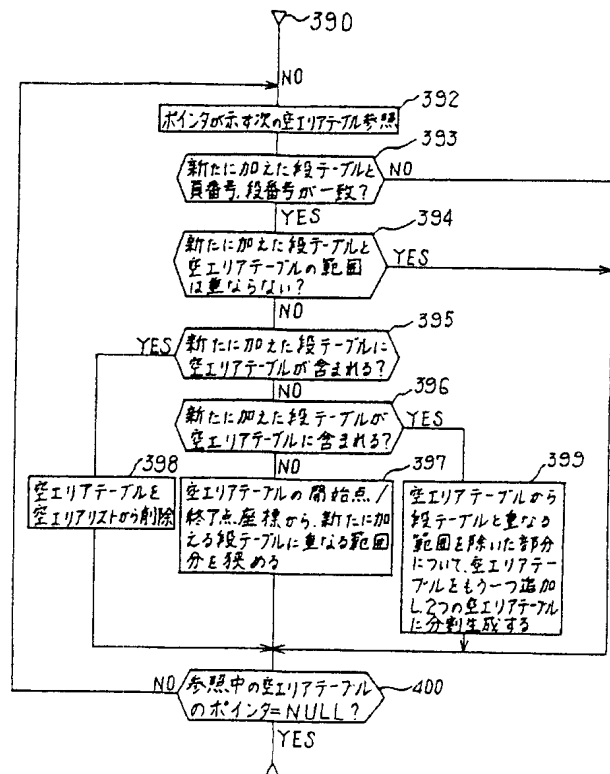 390
NO
392
ポインタが示す次の空エリアテーブル参照
393
新たに加えた段テーブルと
頁番号、段番号が一致?
NO
YES
394
新たに加えた段テーブルと
空エリアテーブルの範囲
は重ならない?
YES
NO
395
新たに加えた段テーブルに
空エリアテーブルが含まれる?
YES
NO
396
新たに加えた段テーブルが
空エリアテーブルに含まれる?
YES
NO
398
空エリアテーブルを
空エリアリストから削除
397
空エリアテーブルの開始点/
終了点座標から、新たに加
える段テーブルに重なる範囲
分を狭める
399
空エリアテーブルから
段テーブルと重なる
範囲を除いた部分
について、空エリアテ
ーブルをもう一つ追加
し、2つの空エリアテーブル
に分割生成する
400
参照中の空エリアテーブル
のポインタ=NULL?
NO
YES